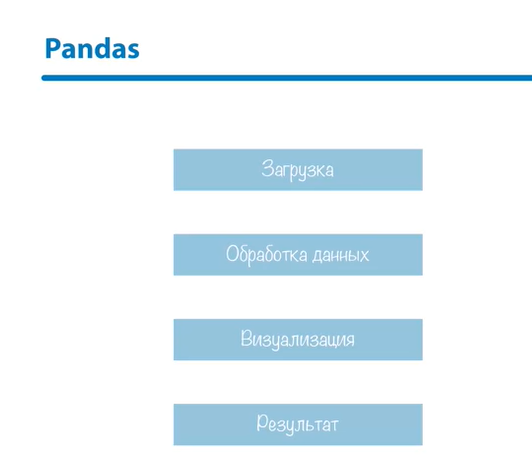 Pandas
Загрузка
Обработка данных
Визуализация
Результат